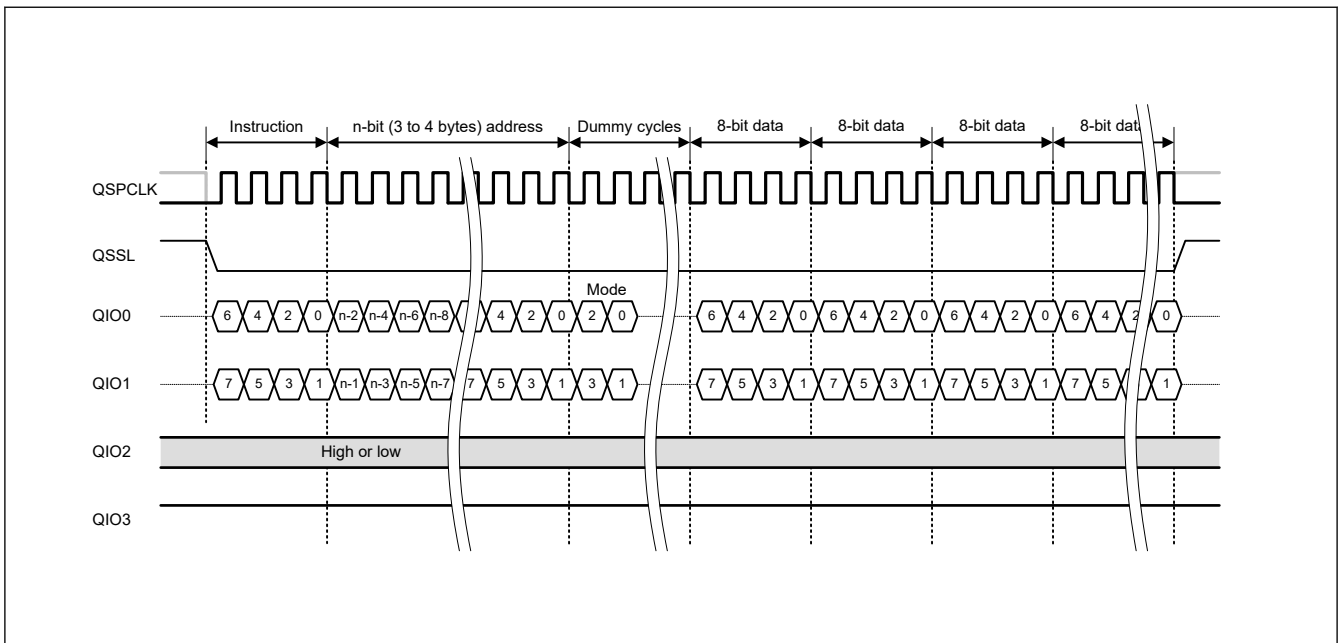 Instruction n-bit (3 to 4 bytes) address Dummy cycles 8-bit data 8-bit data 8-bit data 8-bit data
QSPCLK
QSSL
Mode
QIO0 6 4 2 0 n-2 n-4 n-6 n-8 4 2 0 2 0 6 4 2 0 6 4 2 0 6 4 2 0 6 4 2 0
QIO1 7 5 3 1 n-1 n-3 n-5 n-7 7 5 3 1 3 1 7 5 3 1 7 5 3 1 7 5 3 1 7 5 1
QIO2 High or low
QIO3